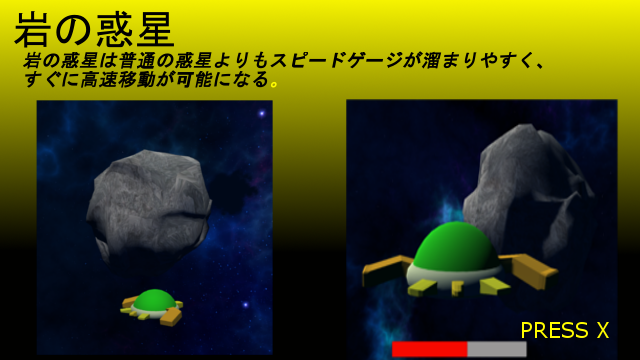 岩の惑星
岩の惑星は普通の惑星よりもスピードゲージが溜まりやすく、
すぐに高速移動が可能になる。
PRESS X